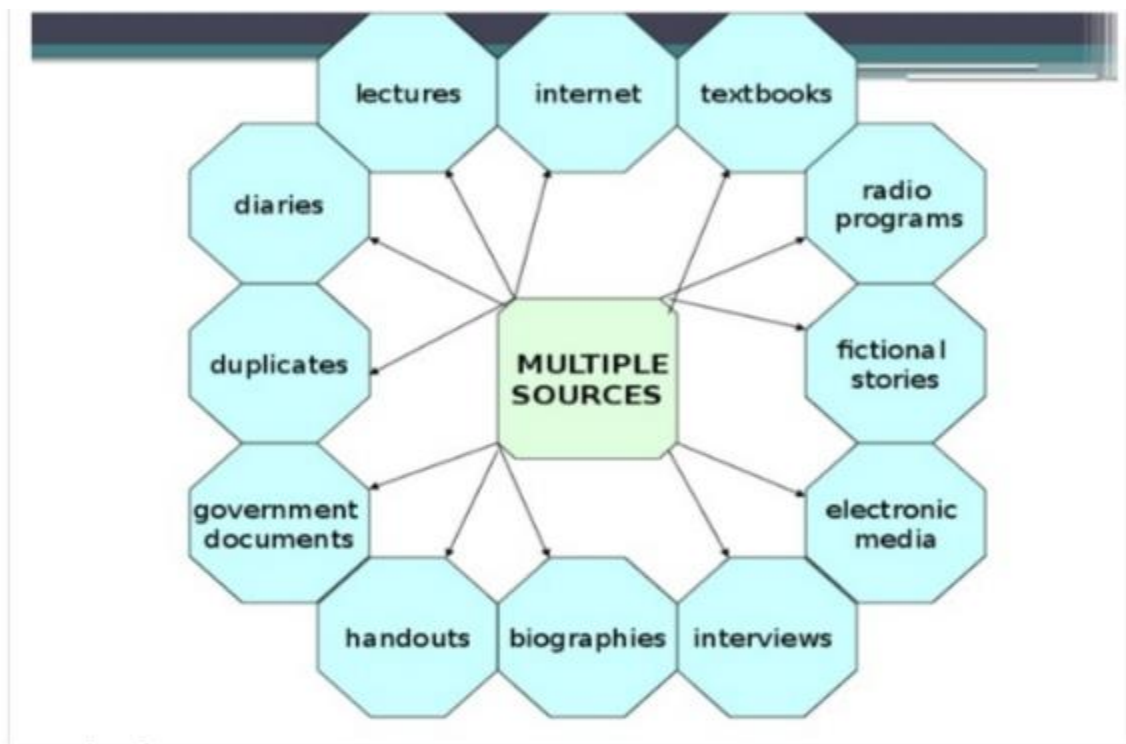 lectures
internet
textbooks
diaries
radio
programs
duplicates
MULTIPLE
SOURCES
fictional
stories
government
documents
electronic
media
handouts
biographies
interviews